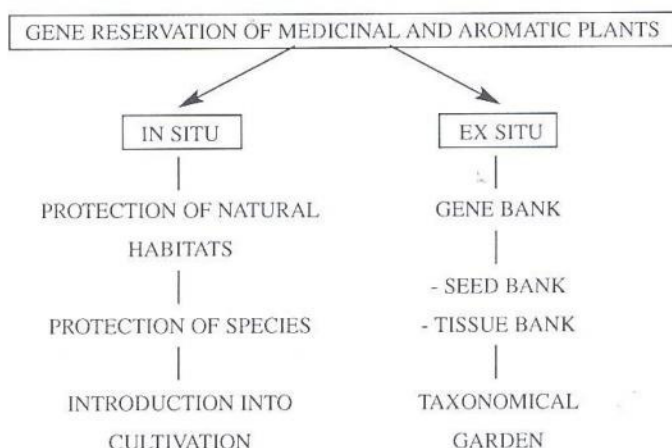 GENE RESERVATION OF MEDICINAL AND AROMATIC PLANTS
IN SITU
PROTECTION OF NATURAL
HABITATS
PROTECTION OF SPECIES
INTRODUCTION INTO
CULTIVATION
EX SITU
GENE BANK
- SEED BANK
- TISSUE BANK
TAXONOMICAL
GARDEN